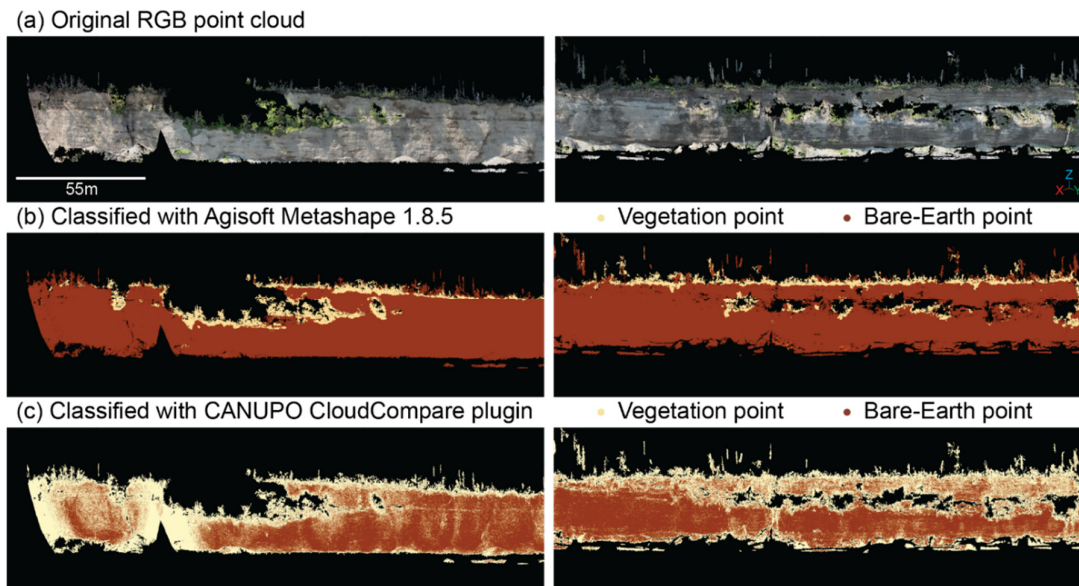 (a) Original RGB point cloud
55m
Z
X Y
(b) Classified with Agisoft Metashape 1.8.5
Vegetation point
Bare-Earth point
(c) Classified with CANUPO CloudCompare plugin
Vegetation point
Bare-Earth point